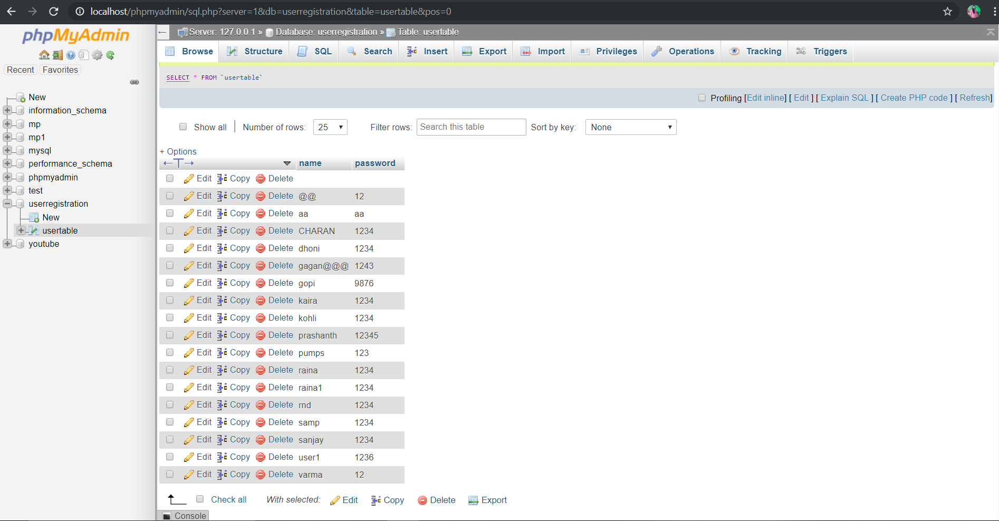 localhost/phpmyadmin/sql.php?server=1&db=userregistration&table=usertable&pos=0
phpMyAdmin
Recent Favorites
New
information_schema
mp
mp1
mysql
performance_schema
phpmyadmin
test
userregistration
New
usertable
youtube
Server: 127.0.0.1 » Database: userregistration » Table: usertable
Browse Structure SQL Search Insert Export Import Privileges Operations Tracking Triggers
SELECT * FROM `usertable`
Profiling [Edit inline] [ Edit ] [ Explain SQL ] [ Create PHP code ] [ Refresh]
Show all | Number of rows: 25 Filter rows: Search this table Sort by key: None
+ Options
←T→ name password
Edit Copy Delete
Edit Copy Delete @@ 12
Edit Copy Delete aa aa
Edit Copy Delete CHARAN 1234
Edit Copy Delete dhoni 1234
Edit Copy Delete gagan@@@ 1243
Edit Copy Delete gopi 9876
Edit Copy Delete kaira 1234
Edit Copy Delete kohli 1234
Edit Copy Delete prashanth 12345
Edit Copy Delete pumps 123
Edit Copy Delete raina 1234
Edit Copy Delete raina1 1234
Edit Copy Delete rnd 1234
Edit Copy Delete samp 1234
Edit Copy Delete sanjay 1234
Edit Copy Delete user1 1236
Edit Copy Delete varma 12
Check all With selected: Edit Copy Delete Export
Console